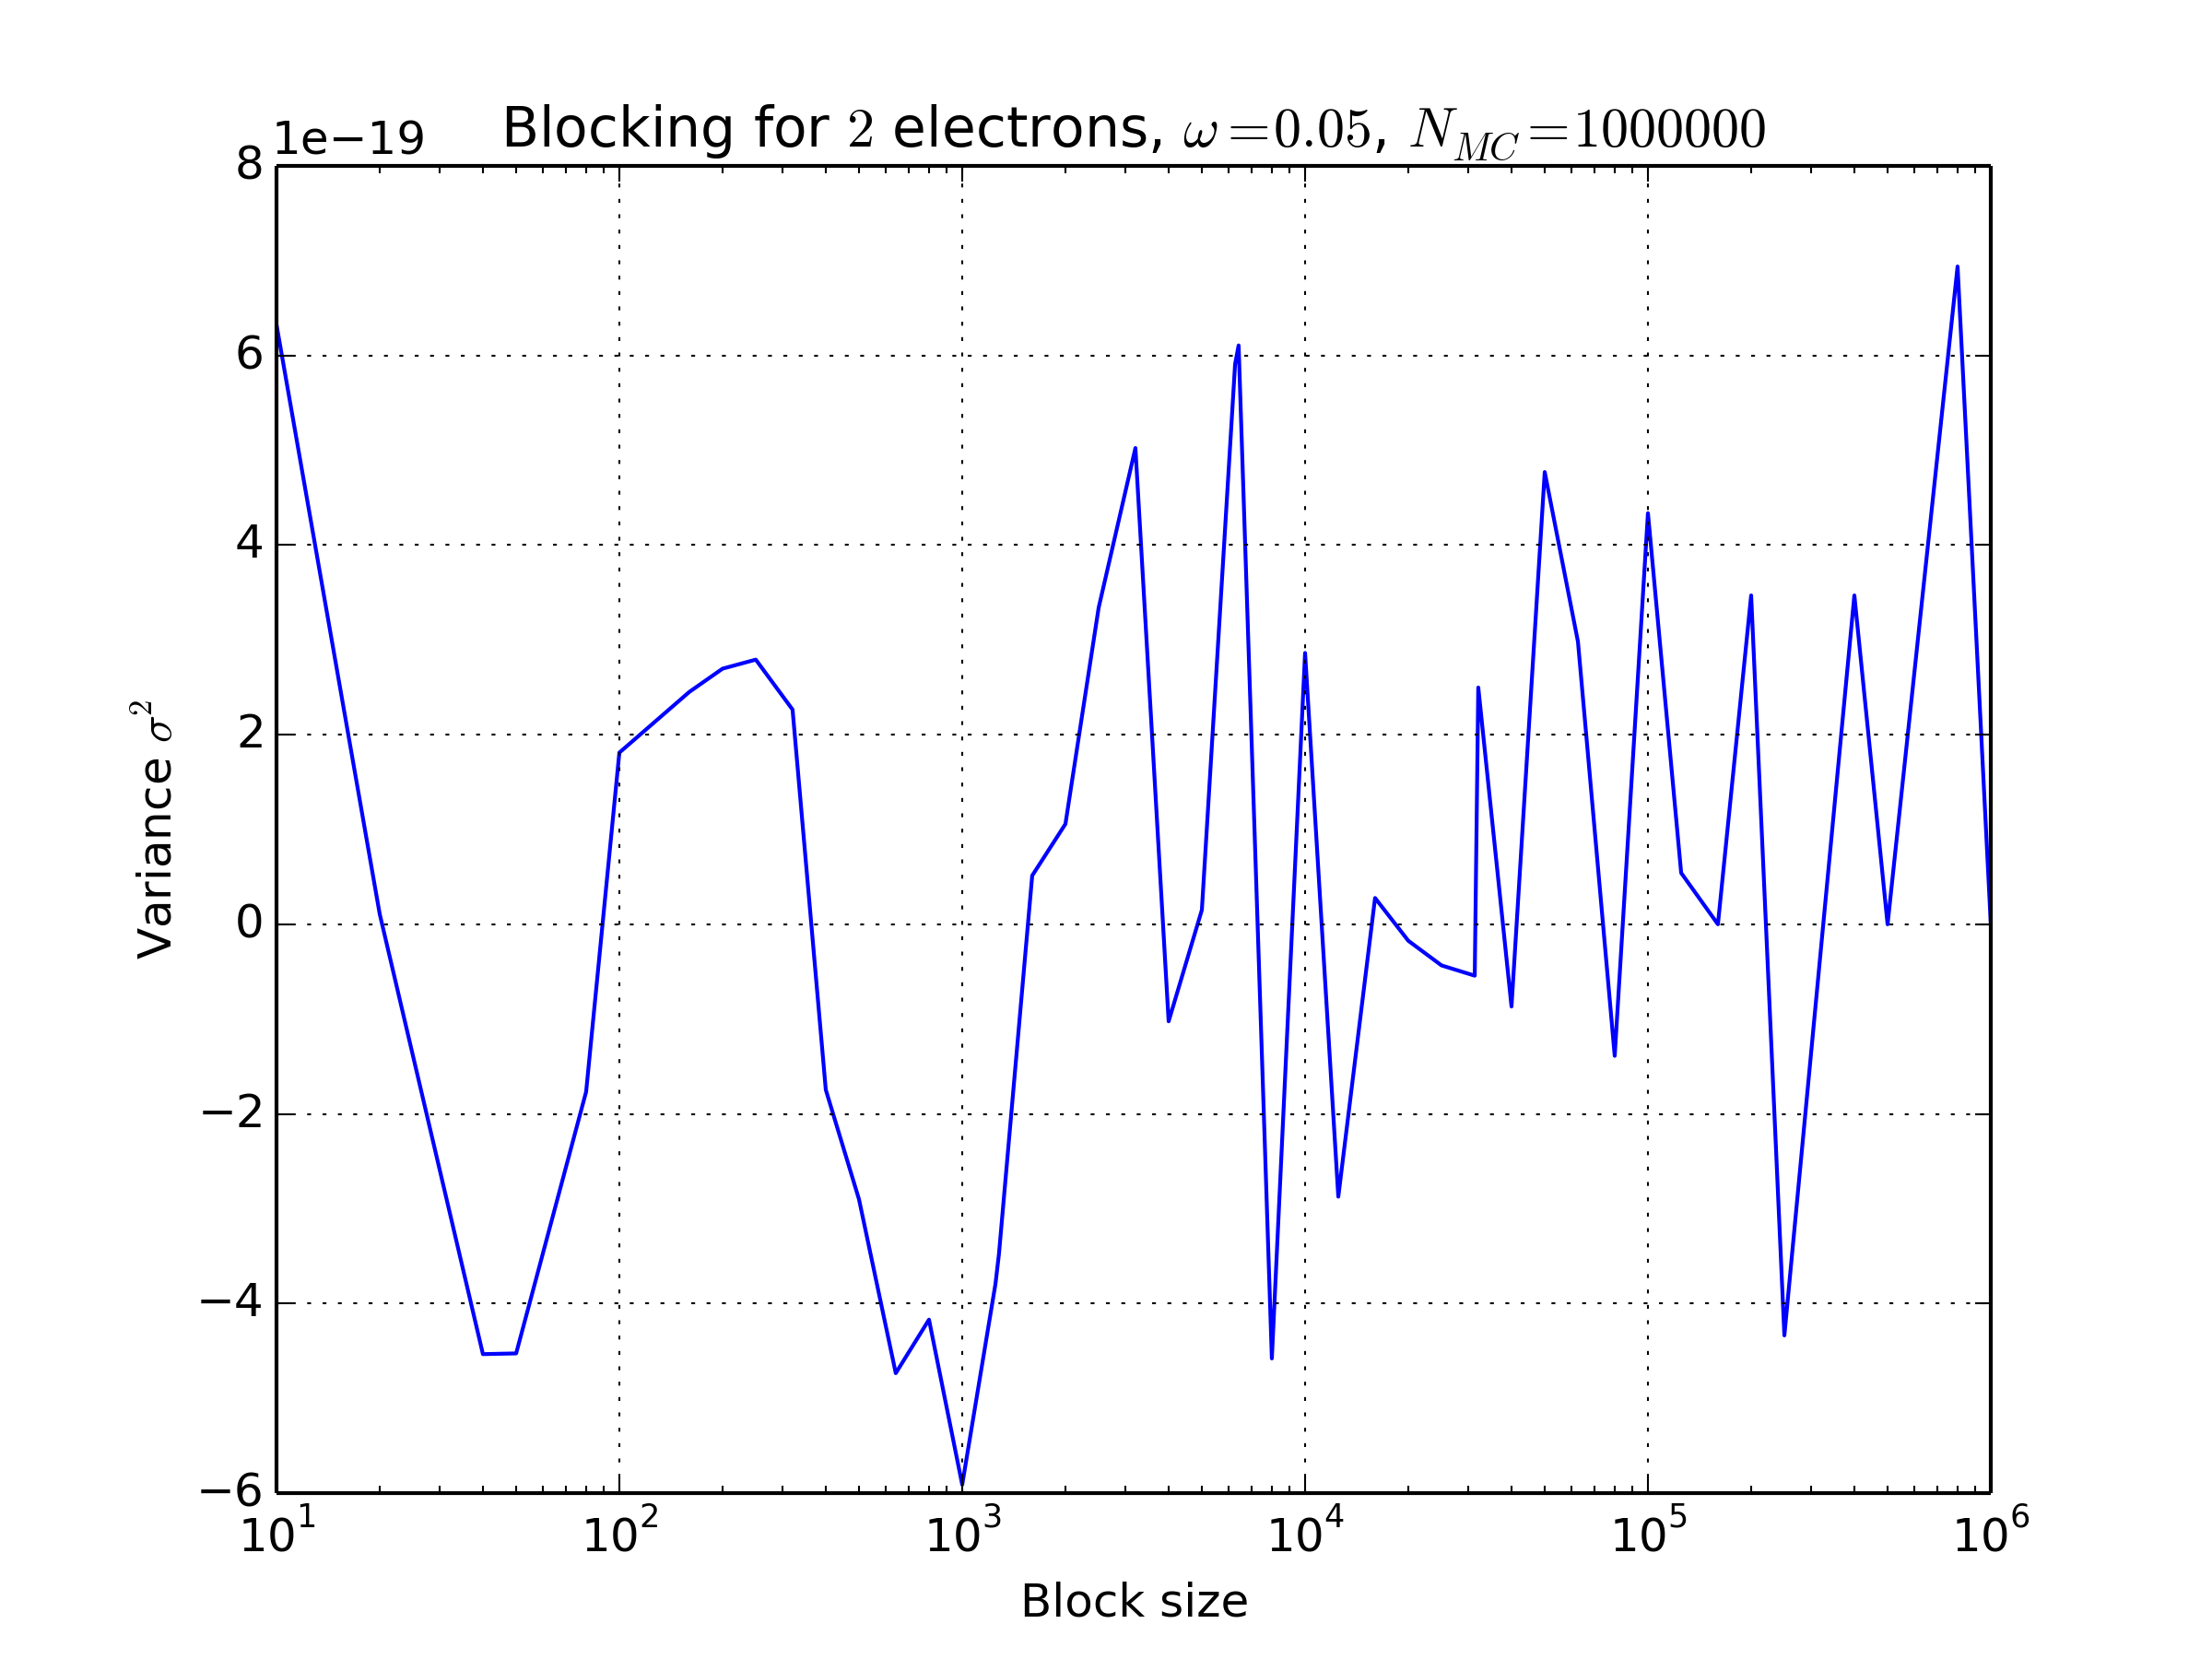 1e−19
Blocking for 2 electrons, ω=0.05, N_MC=1000000
8
6
4
2
0
−2
−4
−6
Variance σ²
10¹ 10² 10³ 10⁴ 10⁵ 10⁶
Block size